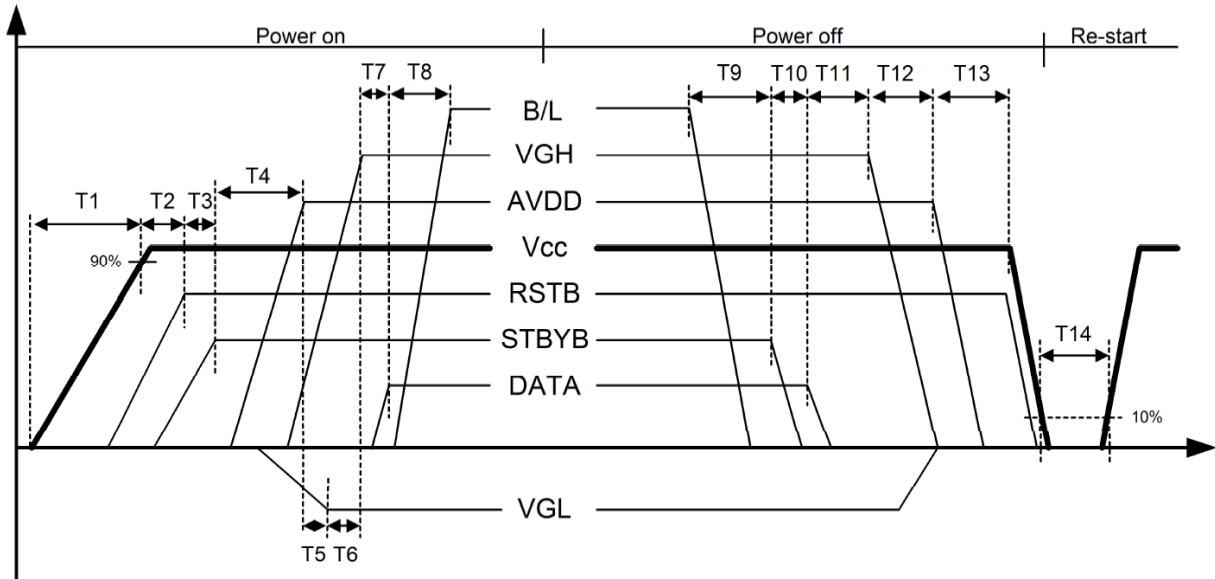 Power on
Power off
Re-start
T7
T8
T9
T10
T11
T12
T13
B/L
VGH
T4
AVDD
T1
T2
T3
Vcc
90%
RSTB
STBYB
T14
DATA
10%
VGL
T5
T6